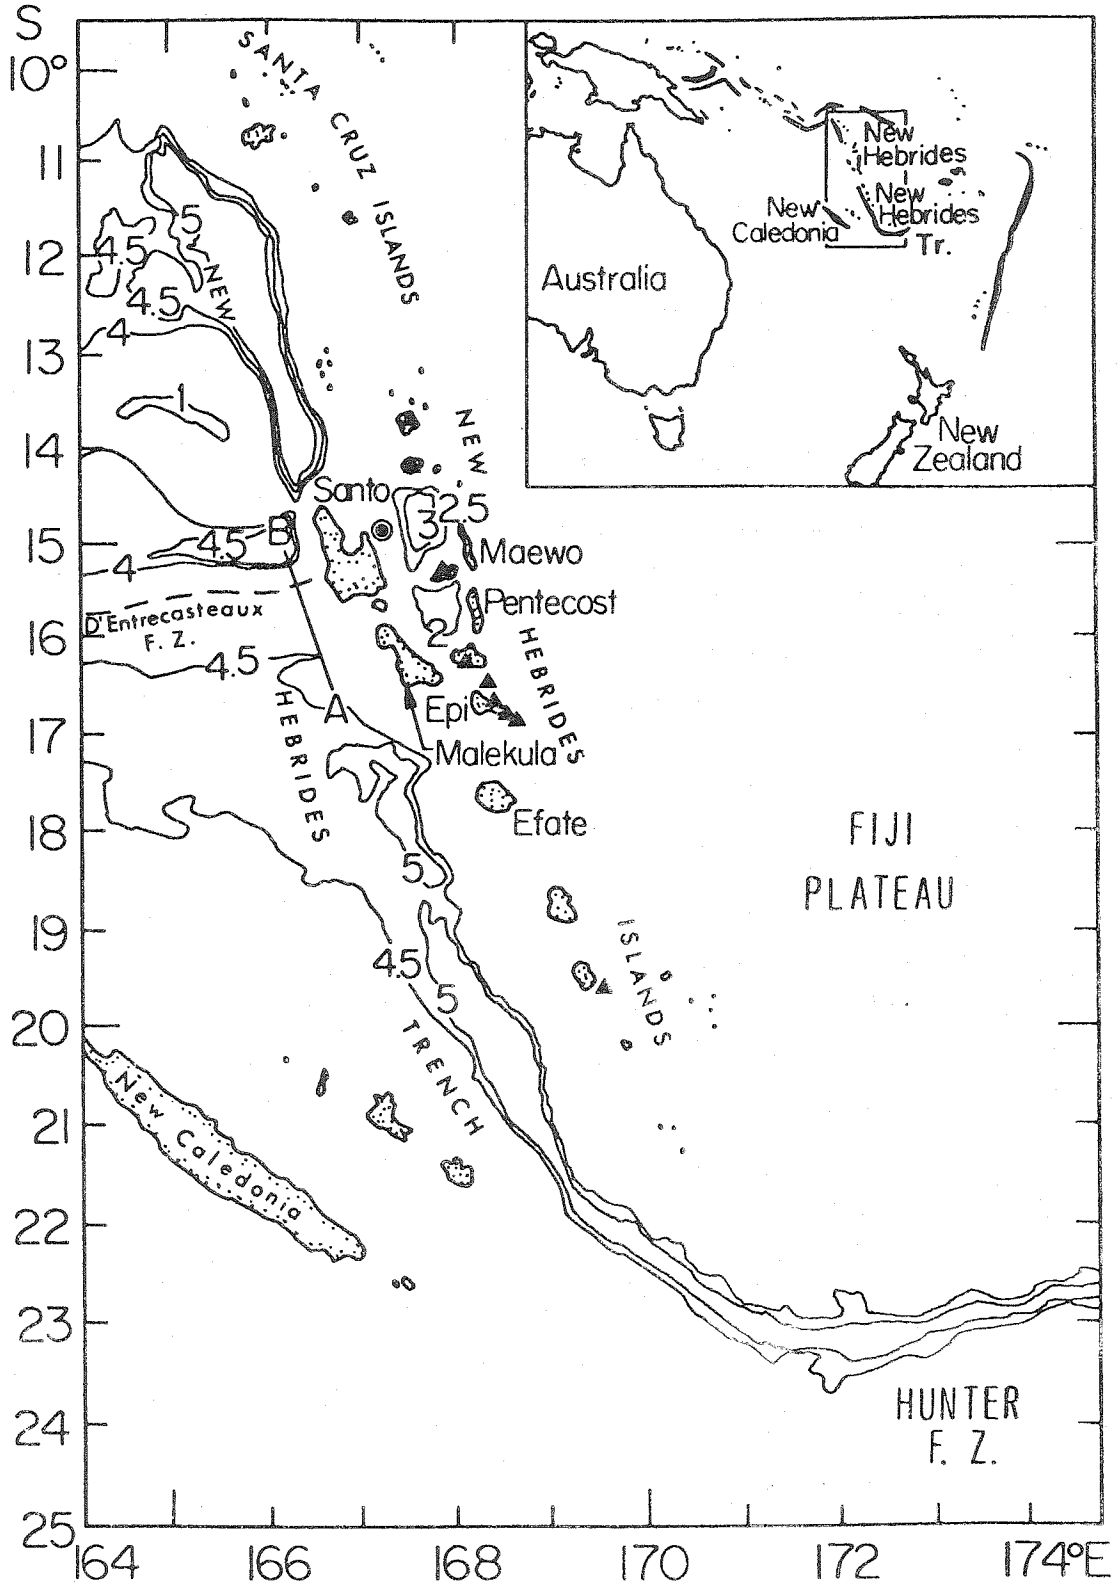 S
10°
11
12
13
14
15
16
17
18
19
20
21
22
23
24
25
164
166
168
170
172
174°E
SANTA CRUZ ISLANDS
NEW
HEBRIDES
TRENCH
NEW
HEBRIDES
ISLANDS
5
4.5
4.5
4
1
B
4.5
4
D'Entrecasteaux
F. Z.
4.5
A
Santo
2.5
3
Maewo
Pentecost
2
Epi
Malekula
Efate
5
4.5
5
New Caledonia
FIJI
PLATEAU
HUNTER
F. Z.
New
Hebrides
New
Hebrides
Tr.
New
Caledonia
Australia
New
Zealand